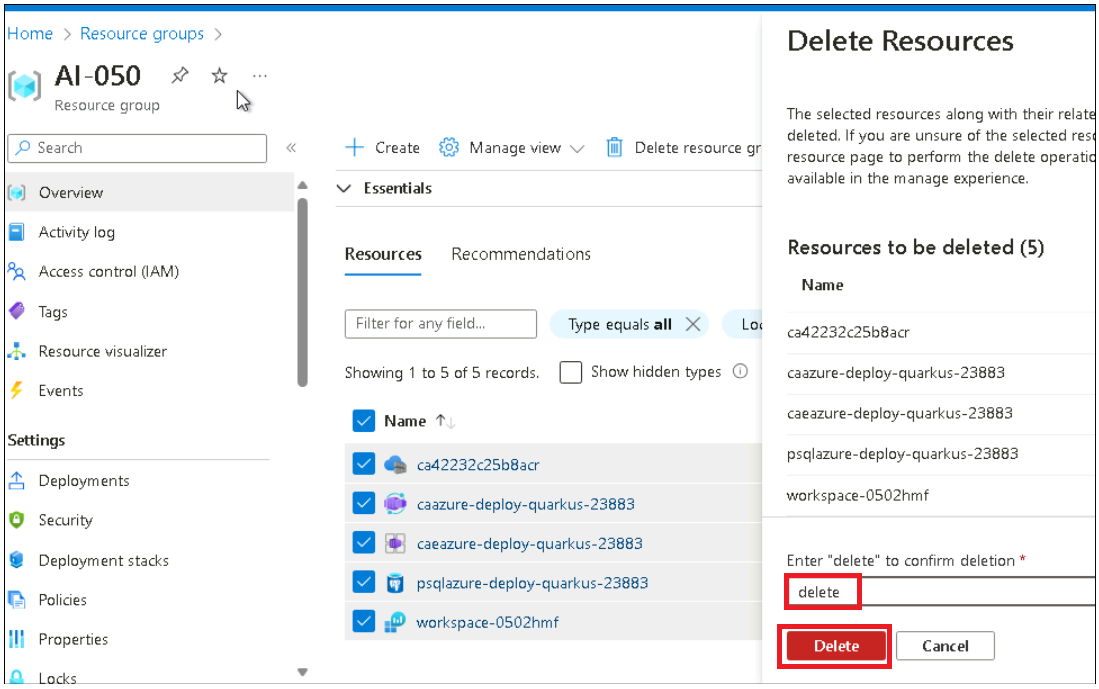 Home > Resource groups >
AI-050
Resource group
Search
Overview
Activity log
Access control (IAM)
Tags
Resource visualizer
Events
Settings
Deployments
Security
Deployment stacks
Policies
Properties
Locks
Create Manage view Delete resource gr
Essentials
Resources Recommendations
Filter for any field... Type equals all Loc
Showing 1 to 5 of 5 records. Show hidden types
Name
ca42232c25b8acr
caazure-deploy-quarkus-23883
caeazure-deploy-quarkus-23883
psqlazure-deploy-quarkus-23883
workspace-0502hmf
Delete Resources
The selected resources along with their relate
deleted. If you are unsure of the selected reso
resource page to perform the delete operatio
available in the manage experience.
Resources to be deleted (5)
Name
ca42232c25b8acr
caazure-deploy-quarkus-23883
caeazure-deploy-quarkus-23883
psqlazure-deploy-quarkus-23883
workspace-0502hmf
Enter "delete" to confirm deletion *
delete
Delete Cancel